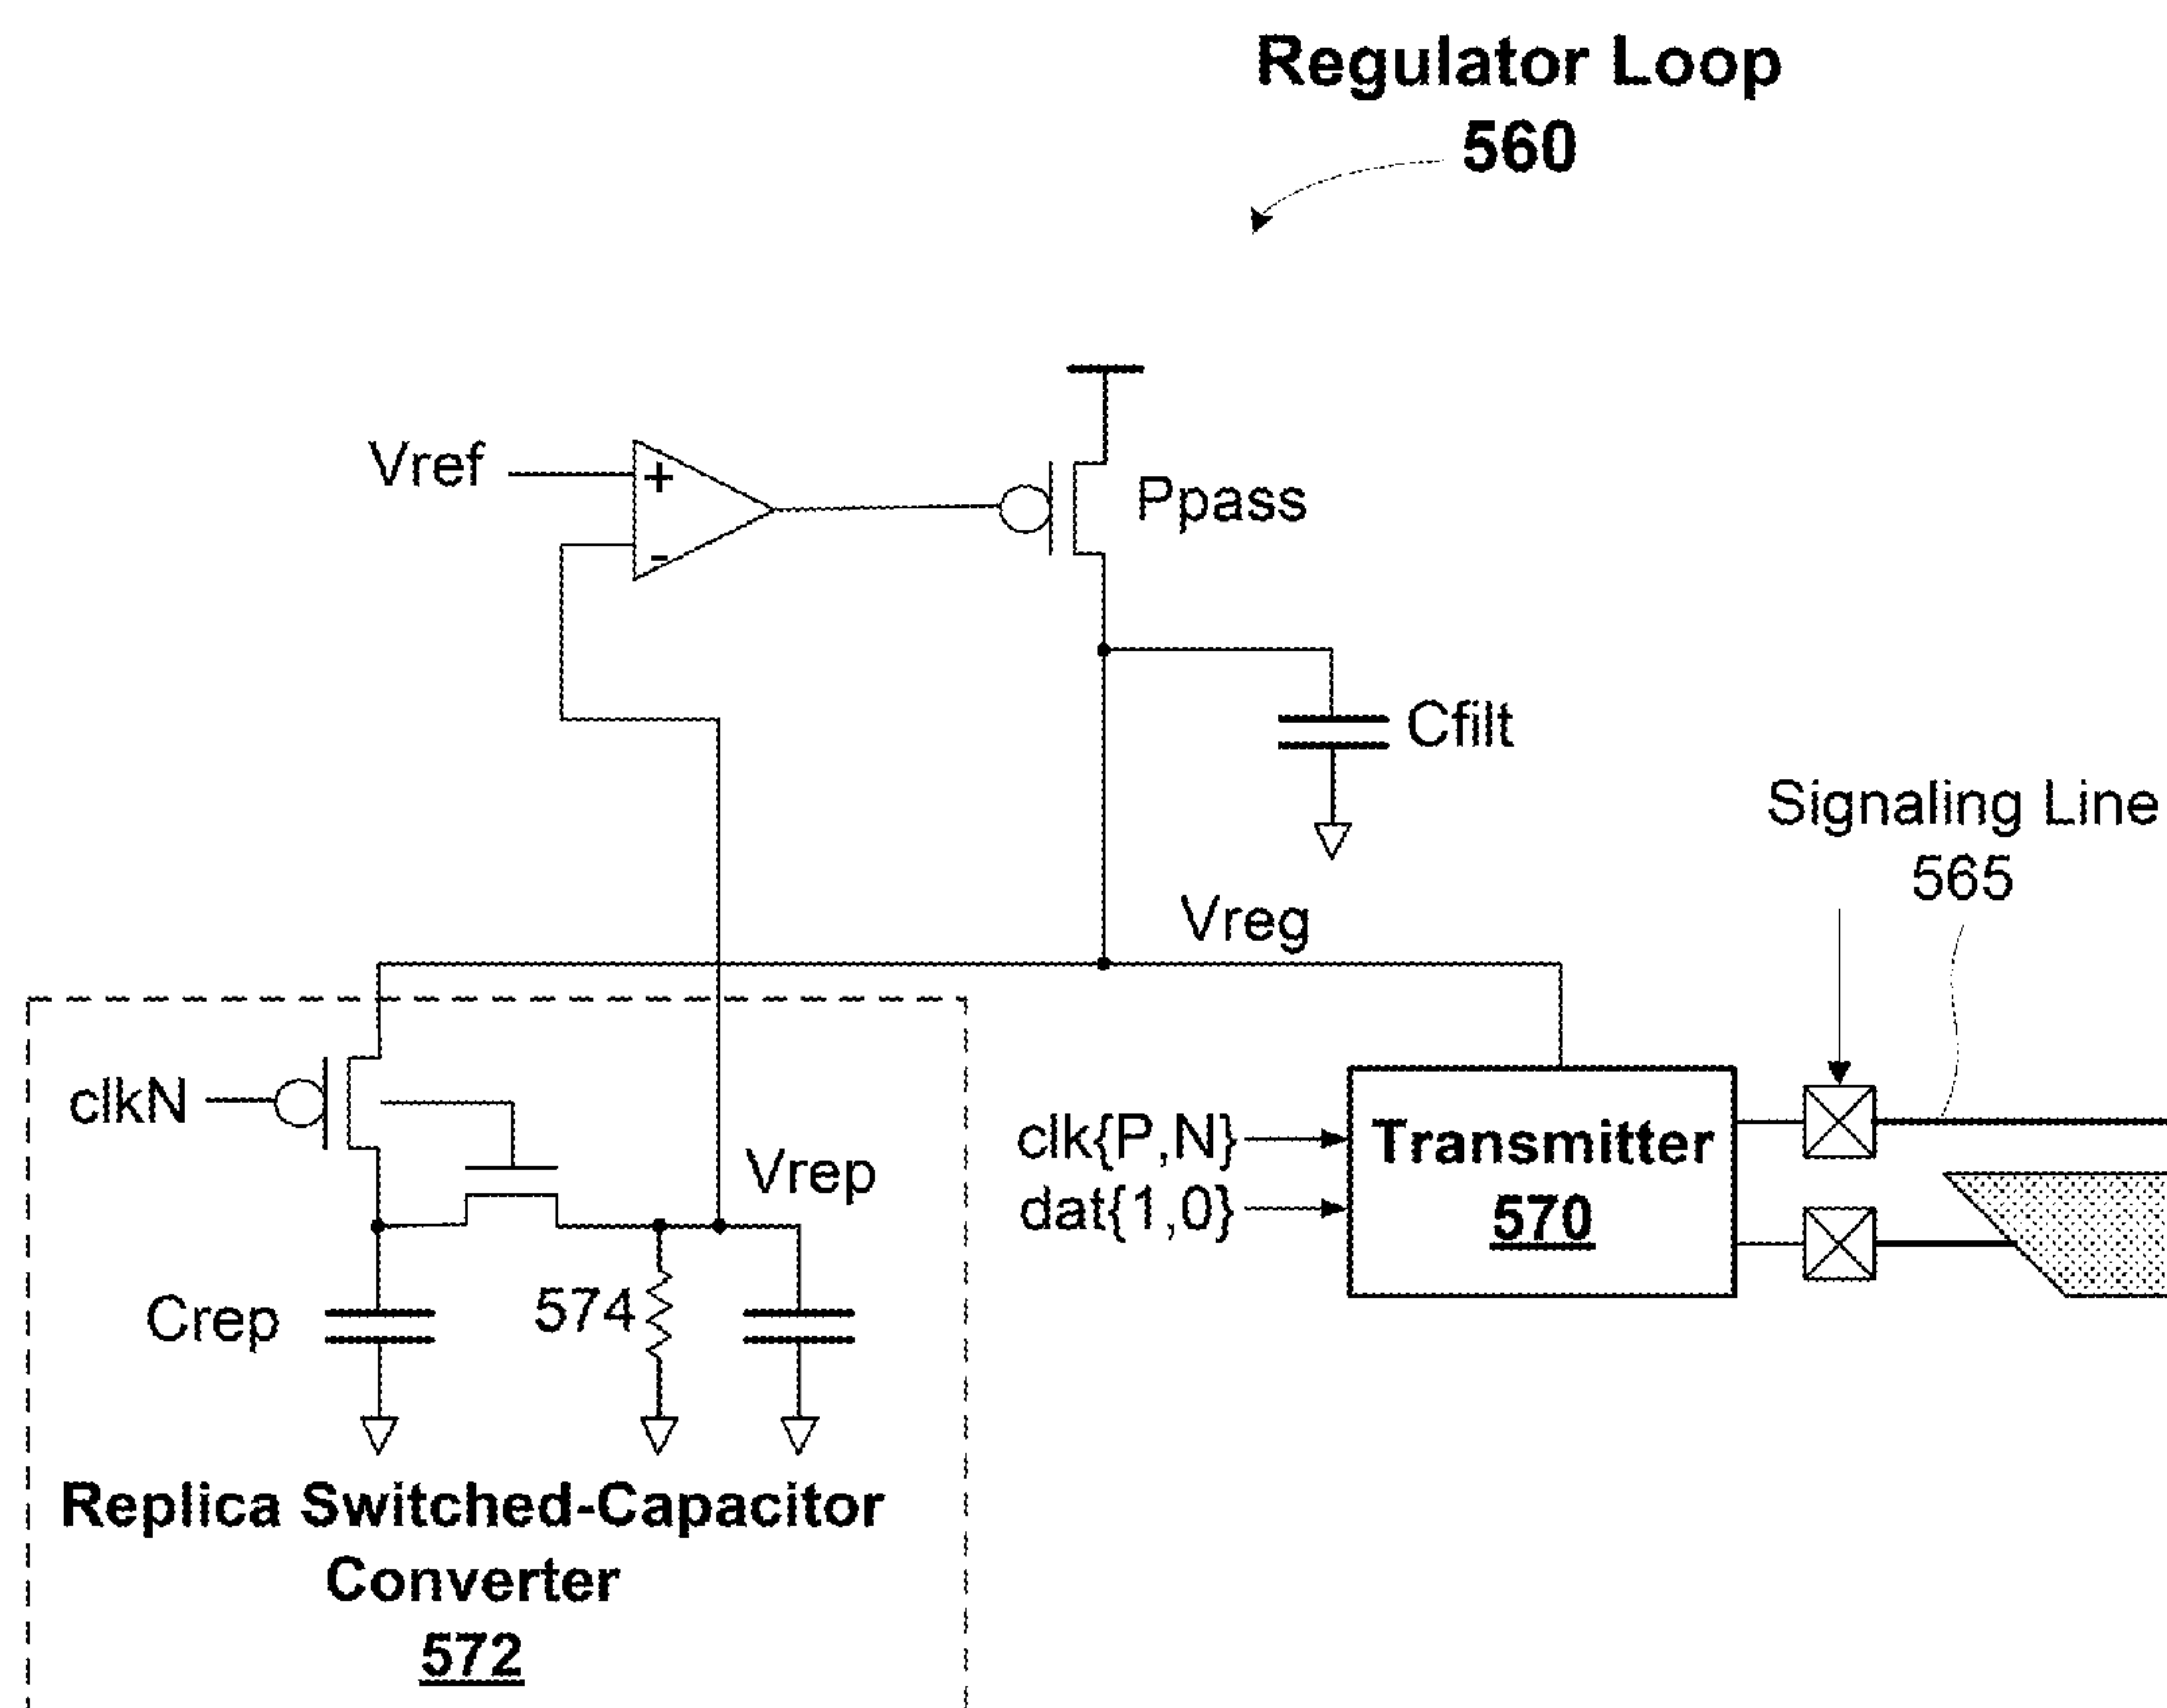 Regulator Loop
560
Vref
+
-
Ppass
Cfilt
Signaling Line
565
Vreg
clkN
Vrep
clk{P,N}
dat{1,0}
Transmitter
570
Crep
574
Replica Switched-Capacitor
Converter
572